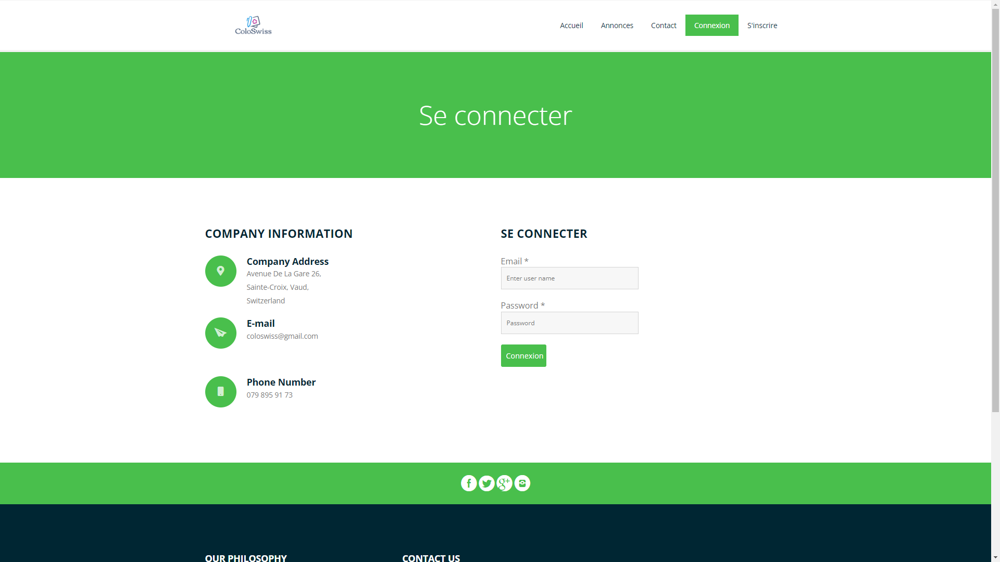 ColoSwiss
Accueil
Annonces
Contact
Connexion
S'inscrire
Se connecter
COMPANY INFORMATION
Company Address
Avenue De La Gare 26,
Sainte-Croix, Vaud,
Switzerland
E-mail
coloswiss@gmail.com
Phone Number
079 895 91 73
SE CONNECTER
Email *
Enter user name
Password *
Password
Connexion
f
g+
OUR PHILOSOPHY
CONTACT US